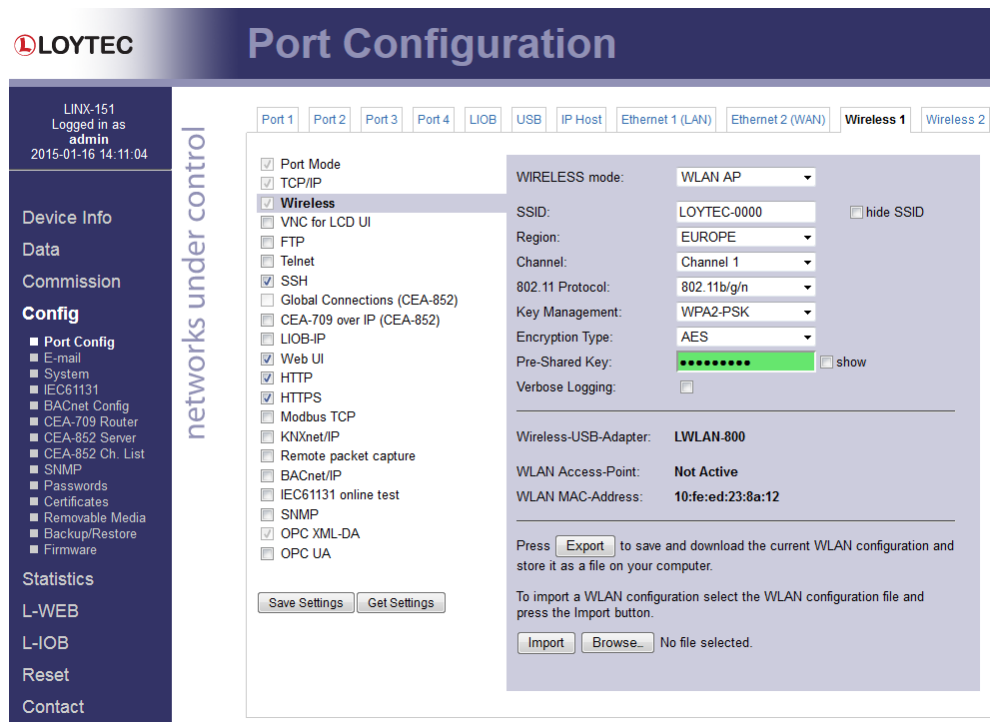 LOYTEC
Port Configuration
LINX-151
Logged in as
admin
2015-01-16 14:11:04
Device Info
Data
Commission
Config
Port Config
E-mail
System
IEC61131
BACnet Config
CEA-709 Router
CEA-852 Server
CEA-852 Ch. List
SNMP
Passwords
Certificates
Removable Media
Backup/Restore
Firmware
Statistics
L-WEB
L-IOB
Reset
Contact
networks under control
Port 1 Port 2 Port 3 Port 4 LIOB USB IP Host Ethernet 1 (LAN) Ethernet 2 (WAN) Wireless 1 Wireless 2
Port Mode
TCP/IP
Wireless
VNC for LCD UI
FTP
Telnet
SSH
Global Connections (CEA-852)
CEA-709 over IP (CEA-852)
LIOB-IP
Web UI
HTTP
HTTPS
Modbus TCP
KNXnet/IP
Remote packet capture
BACnet/IP
IEC61131 online test
SNMP
OPC XML-DA
OPC UA
Save Settings Get Settings
WIRELESS mode: WLAN AP
SSID: LOYTEC-0000 hide SSID
Region: EUROPE
Channel: Channel 1
802.11 Protocol: 802.11b/g/n
Key Management: WPA2-PSK
Encryption Type: AES
Pre-Shared Key: ●●●●●●●●● show
Verbose Logging:
Wireless-USB-Adapter: LWLAN-800
WLAN Access-Point: Not Active
WLAN MAC-Address: 10:fe:ed:23:8a:12
Press Export to save and download the current WLAN configuration and
store it as a file on your computer.
To import a WLAN configuration select the WLAN configuration file and
press the Import button.
Import Browse... No file selected.